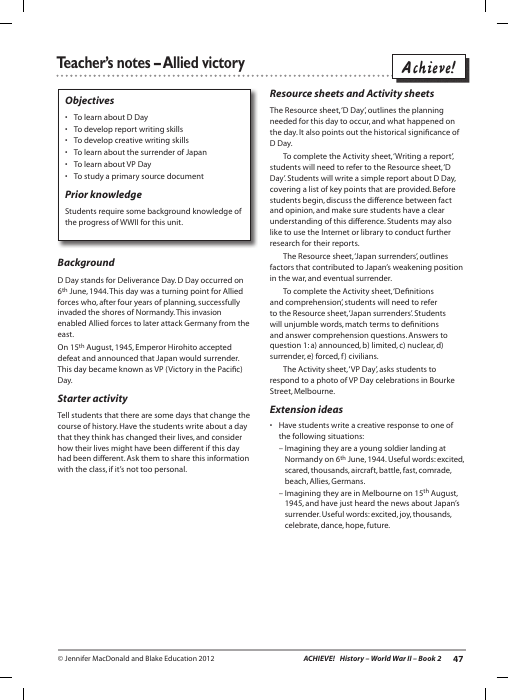 Teacher's notes – Allied victory
Achieve!
Objectives
• To learn about D Day
• To develop report writing skills
• To develop creative writing skills
• To learn about the surrender of Japan
• To learn about VP Day
• To study a primary source document
Prior knowledge
Students require some background knowledge of
the progress of WWII for this unit.
Background
D Day stands for Deliverance Day. D Day occurred on
6th June, 1944. This day was a turning point for Allied
forces who, after four years of planning, successfully
invaded the shores of Normandy. This invasion
enabled Allied forces to later attack Germany from the
east.
On 15th August, 1945, Emperor Hirohito accepted
defeat and announced that Japan would surrender.
This day became known as VP (Victory in the Pacific)
Day.
Starter activity
Tell students that there are some days that change the
course of history. Have the students write about a day
that they think has changed their lives, and consider
how their lives might have been different if this day
had been different. Ask them to share this information
with the class, if it's not too personal.
Resource sheets and Activity sheets
The Resource sheet, 'D Day', outlines the planning
needed for this day to occur, and what happened on
the day. It also points out the historical significance of
D Day.
To complete the Activity sheet, 'Writing a report',
students will need to refer to the Resource sheet, 'D
Day'. Students will write a simple report about D Day,
covering a list of key points that are provided. Before
students begin, discuss the difference between fact
and opinion, and make sure students have a clear
understanding of this difference. Students may also
like to use the Internet or library to conduct further
research for their reports.
The Resource sheet, 'Japan surrenders', outlines
factors that contributed to Japan's weakening position
in the war, and eventual surrender.
To complete the Activity sheet, 'Definitions
and comprehension', students will need to refer
to the Resource sheet, 'Japan surrenders'. Students
will unjumble words, match terms to definitions
and answer comprehension questions. Answers to
question 1: a) announced, b) limited, c) nuclear, d)
surrender, e) forced, f) civilians.
The Activity sheet, 'VP Day', asks students to
respond to a photo of VP Day celebrations in Bourke
Street, Melbourne.
Extension ideas
• Have students write a creative response to one of
the following situations:
– Imagining they are a young soldier landing at
Normandy on 6th June, 1944. Useful words: excited,
scared, thousands, aircraft, battle, fast, comrade,
beach, Allies, Germans.
– Imagining they are in Melbourne on 15th August,
1945, and have just heard the news about Japan's
surrender. Useful words: excited, joy, thousands,
celebrate, dance, hope, future.
© Jennifer MacDonald and Blake Education 2012
ACHIEVE! History – World War II – Book 2 47